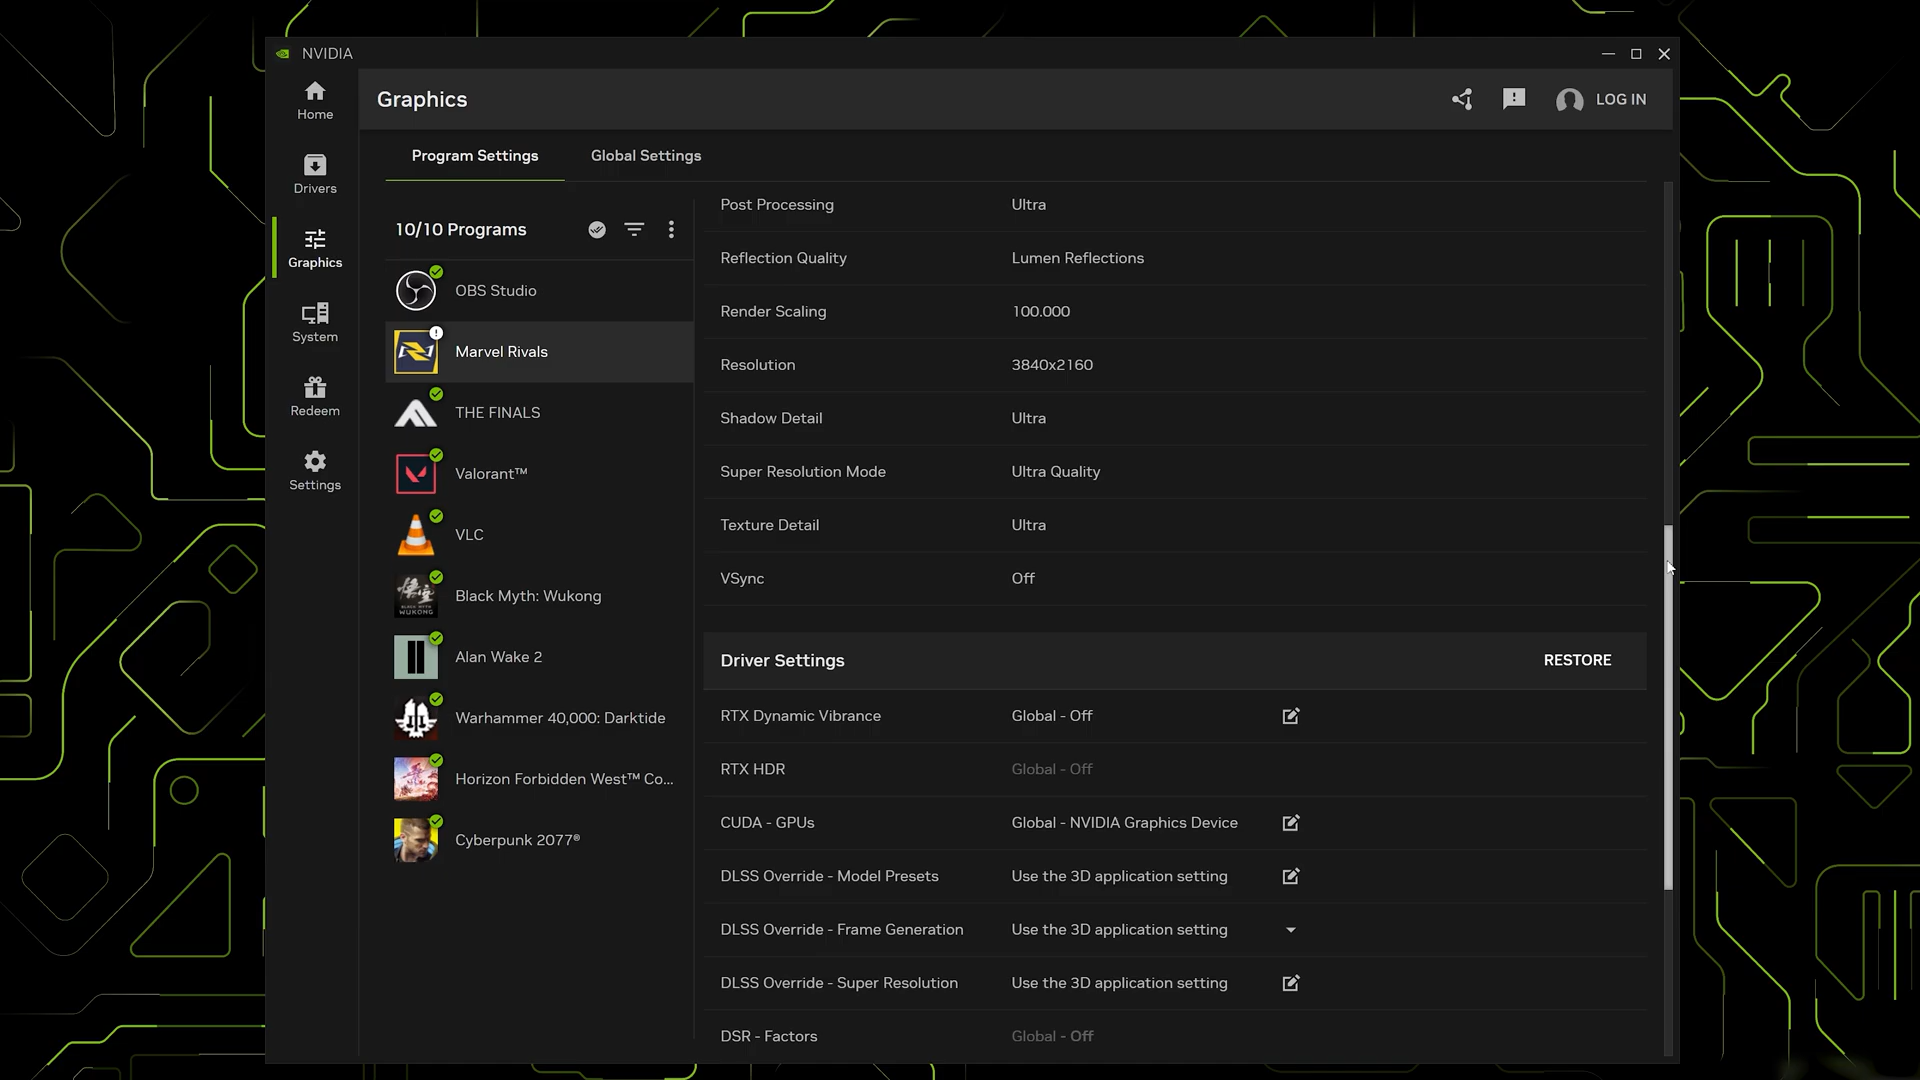 NVIDIA
Home
Drivers
Graphics
System
Redeem
Settings
Graphics
LOG IN
Program Settings
Global Settings
10/10 Programs
OBS Studio
Marvel Rivals
THE FINALS
Valorant™
VLC
Black Myth: Wukong
Alan Wake 2
Warhammer 40,000: Darktide
Horizon Forbidden West™ Co...
Cyberpunk 2077®
Post Processing Ultra
Reflection Quality Lumen Reflections
Render Scaling 100.000
Resolution 3840x2160
Shadow Detail Ultra
Super Resolution Mode Ultra Quality
Texture Detail Ultra
VSync Off
Driver Settings RESTORE
RTX Dynamic Vibrance Global - Off
RTX HDR Global - Off
CUDA - GPUs Global - NVIDIA Graphics Device
DLSS Override - Model Presets Use the 3D application setting
DLSS Override - Frame Generation Use the 3D application setting
DLSS Override - Super Resolution Use the 3D application setting
DSR - Factors Global - Off